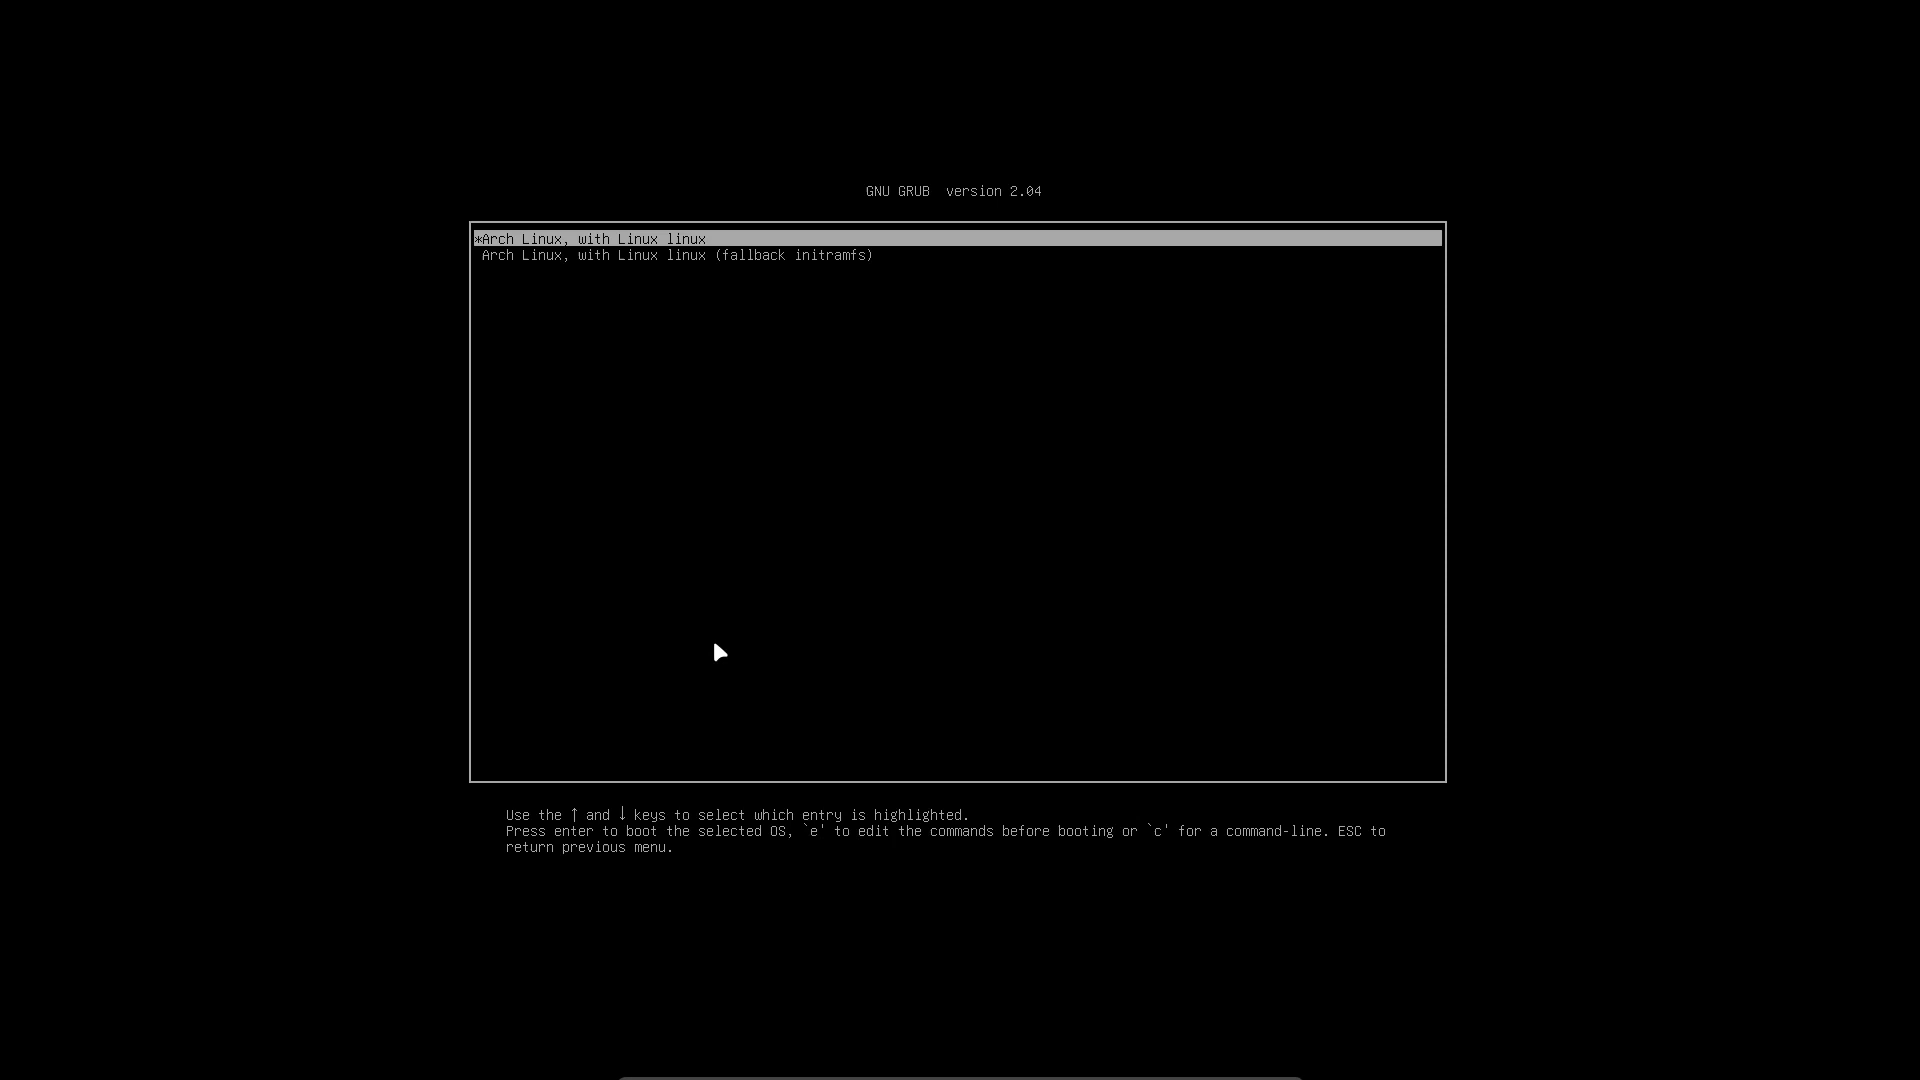 GNU GRUB  version 2.04
*Arch Linux, with Linux linux
Arch Linux, with Linux linux (fallback initramfs)
Use the ↑ and ↓ keys to select which entry is highlighted.
Press enter to boot the selected OS, `e' to edit the commands before booting or `c' for a command-line. ESC to
return previous menu.